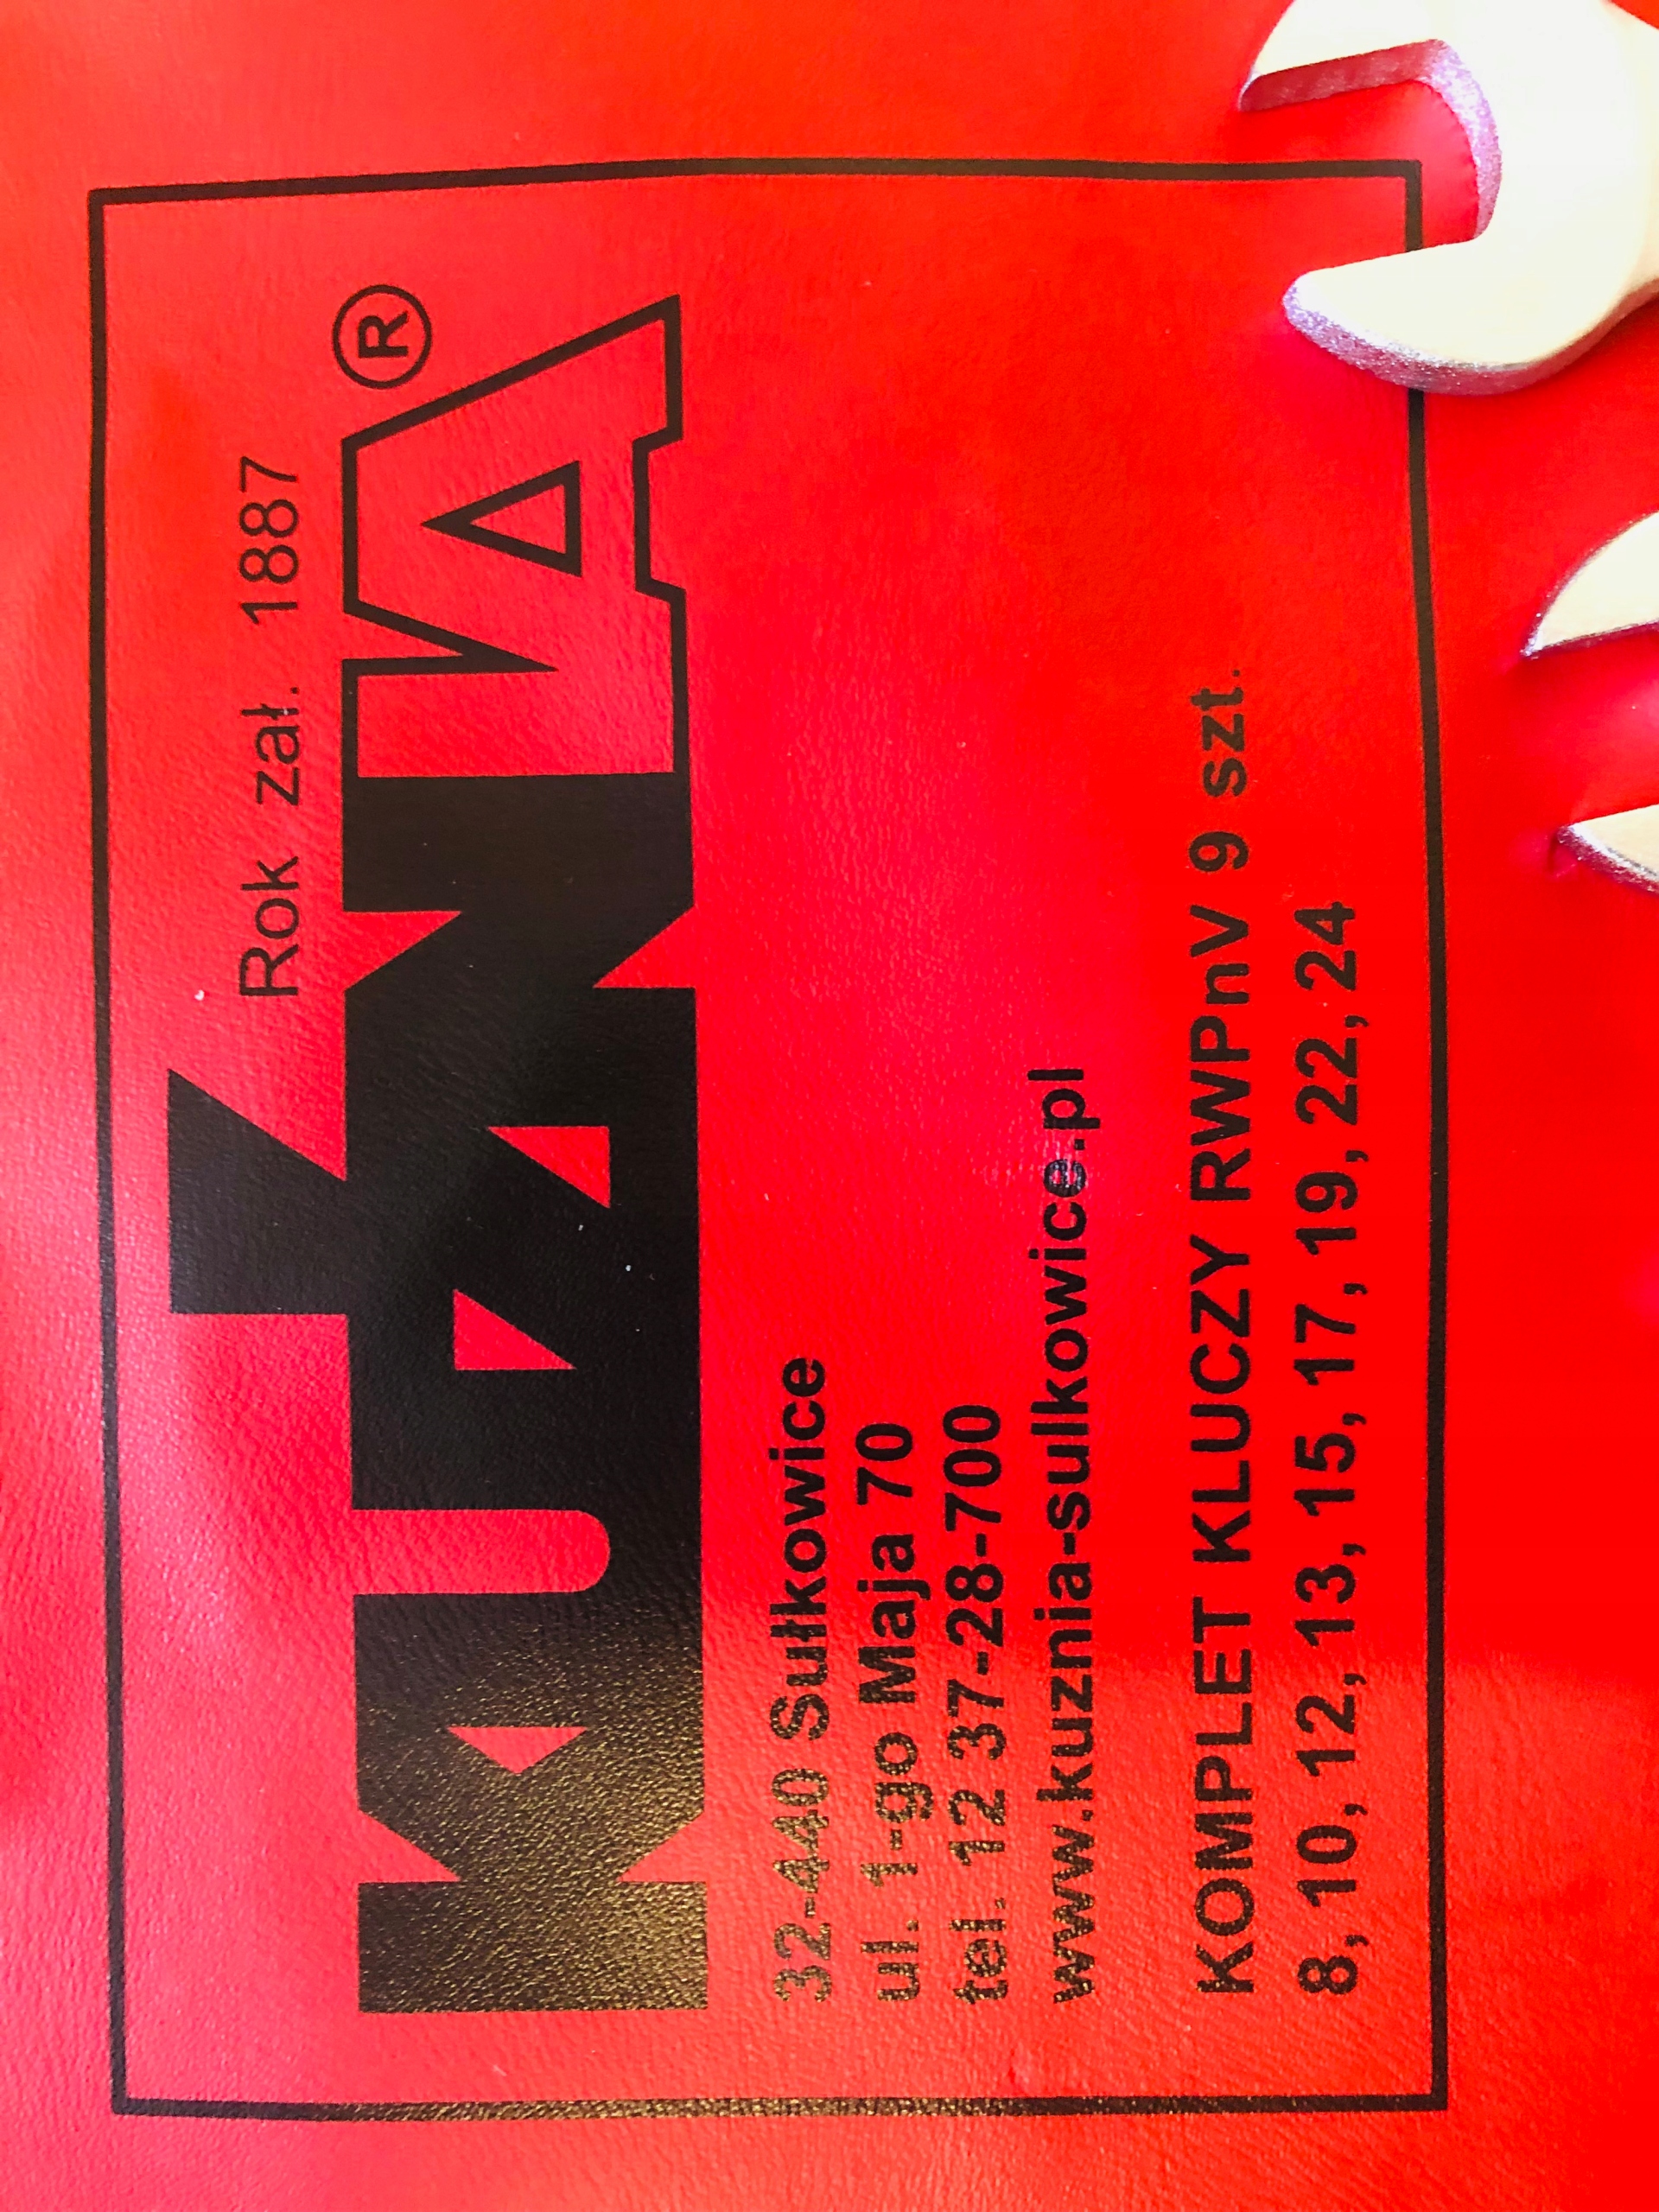 Rok zał. 1887
KUŹNIA®
32-440 Sułkowice
ul. 1-go Maja 70
tel. 12 37-28-700
www.kuznia-sulkowice.pl
KOMPLET KLUCZY RWPnV 9 szt.
8, 10, 12, 13, 15, 17, 19, 22, 24